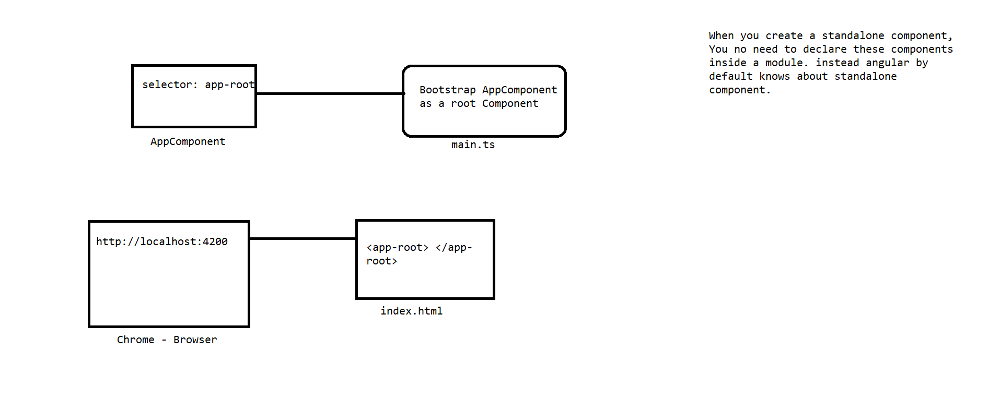 selector: app-root
AppComponent
Bootstrap AppComponent
as a root Component
main.ts
When you create a standalone component,
You no need to declare these components
inside a module. instead angular by
default knows about standalone
component.
http://localhost:4200
Chrome - Browser
<app-root> </app-
root>
index.html